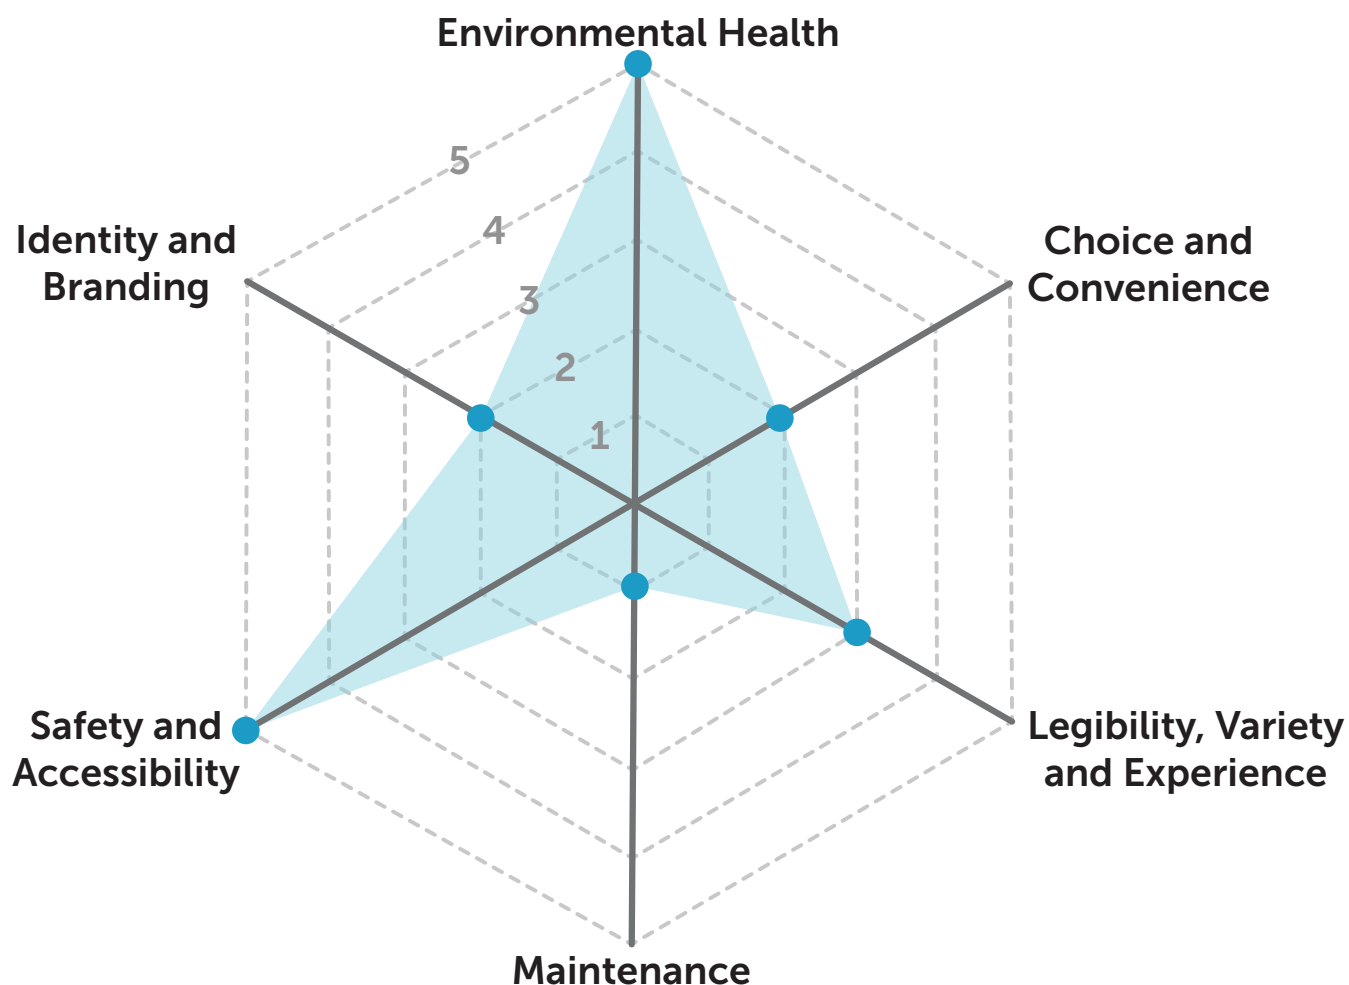 Environmental Health
5
4
3
2
1
Identity and
Branding
Choice and
Convenience
Safety and
Accessibility
Legibility, Variety
and Experience
Maintenance